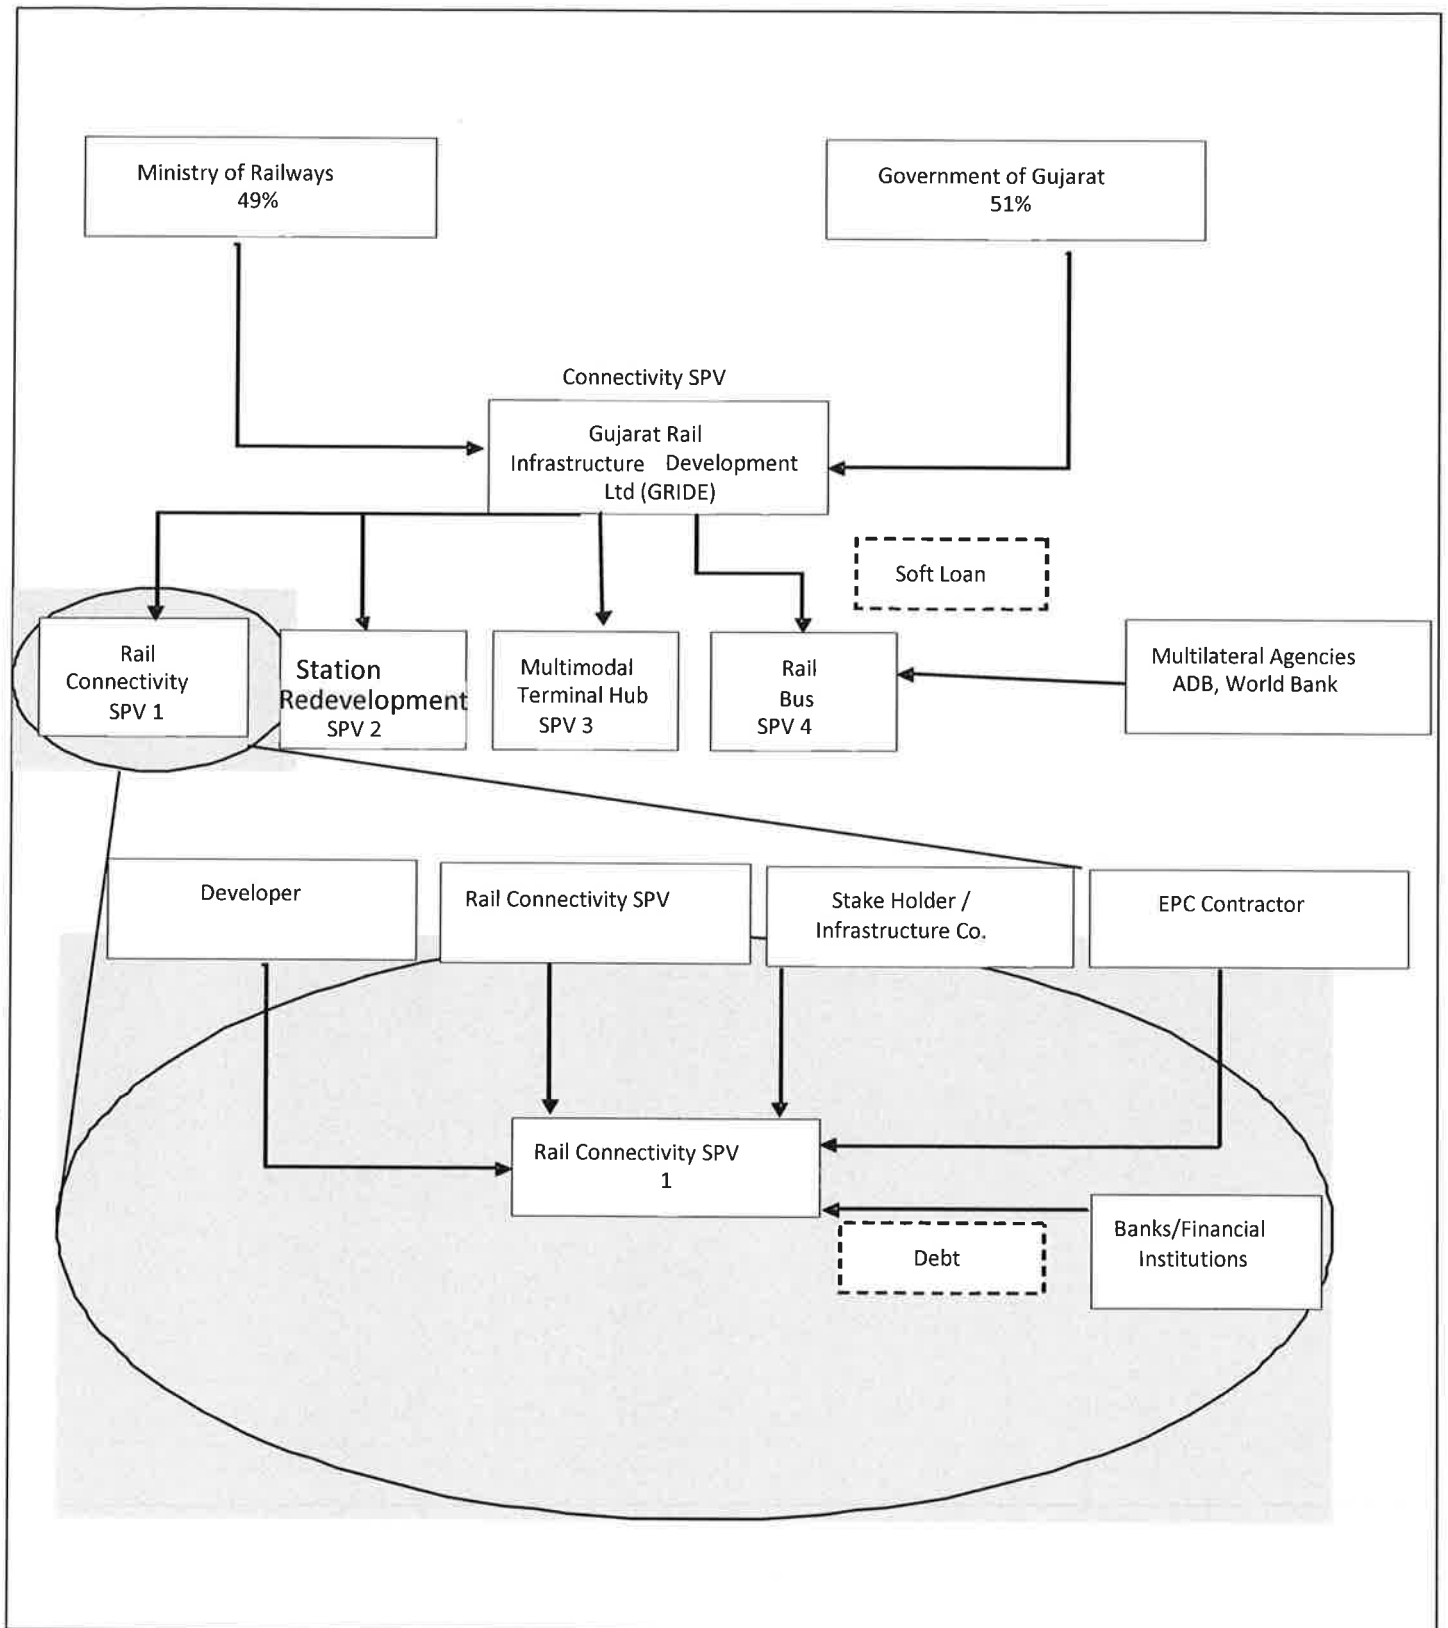 Ministry of Railways
49%
Government of Gujarat
51%
Connectivity SPV
Gujarat Rail
Infrastructure Development
Ltd (GRIDE)
Soft Loan
Rail
Connectivity
SPV 1
Station
Redevelopment
SPV 2
Multimodal
Terminal Hub
SPV 3
Rail
Bus
SPV 4
Multilateral Agencies
ADB, World Bank
Developer
Rail Connectivity SPV
Stake Holder /
Infrastructure Co.
EPC Contractor
Rail Connectivity SPV
1
Debt
Banks/Financial
Institutions